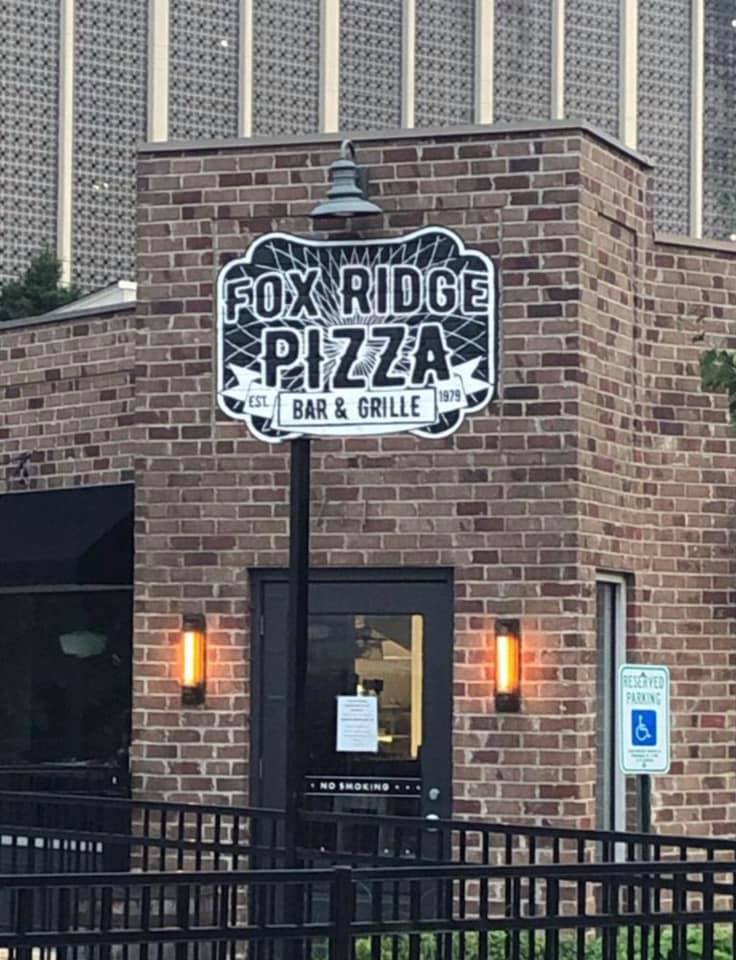 FOX RIDGE
PIZZA
EST. BAR & GRILLE 1979
NO SMOKING
RESERVED
PARKING